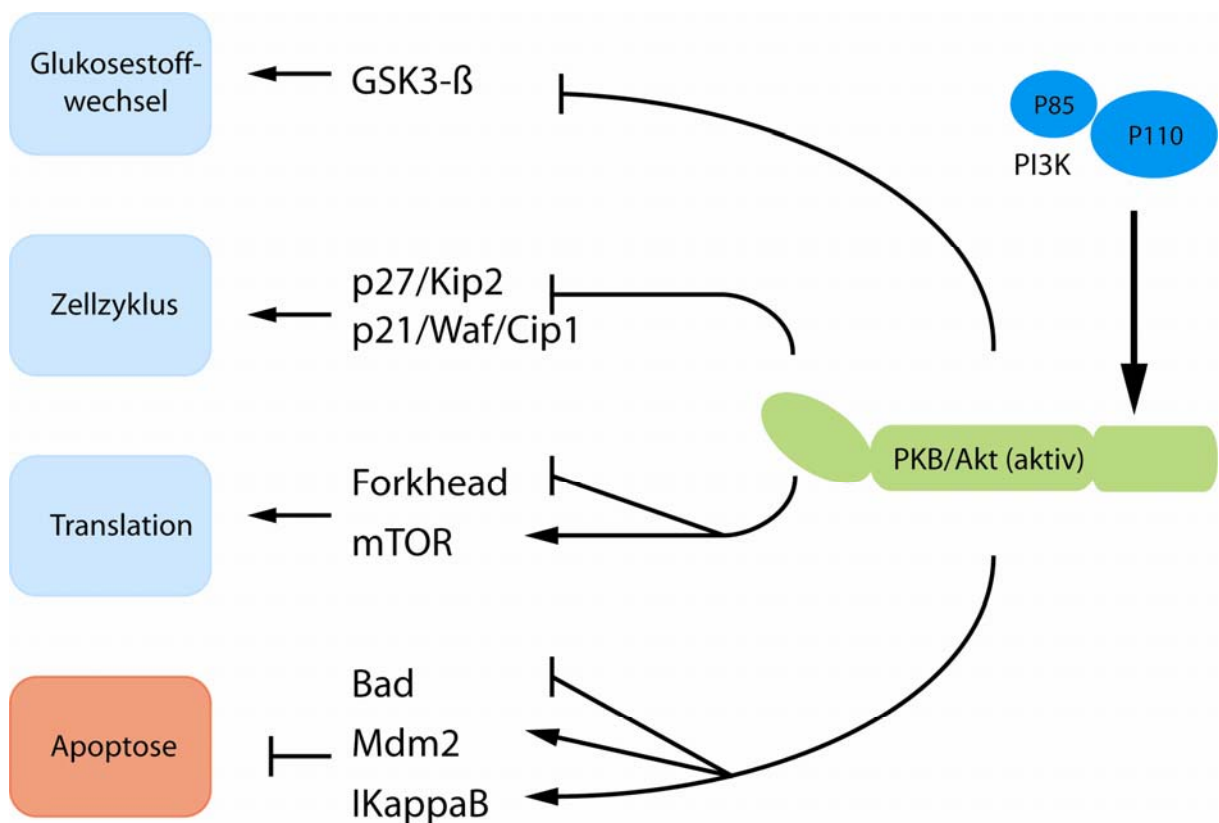 Glukosestoff-
wechsel
GSK3-ß
P85
P110
PI3K
Zellzyklus
p27/Kip2
p21/Waf/Cip1
PKB/Akt (aktiv)
Translation
Forkhead
mTOR
Apoptose
Bad
Mdm2
IKappaB